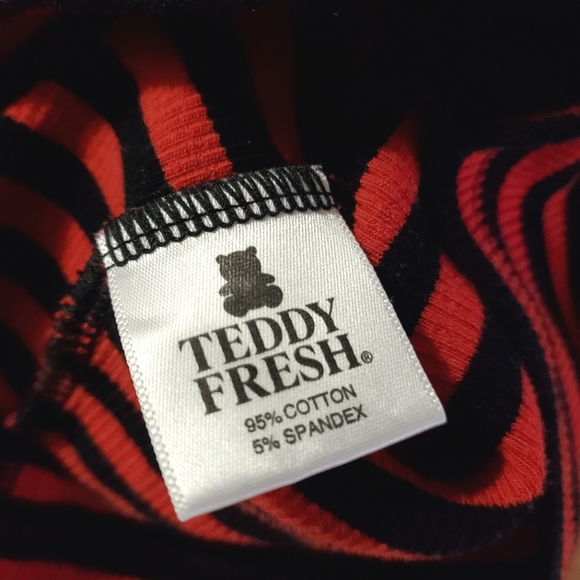 TEDDY
FRESH®
95% COTTON
5% SPANDEX